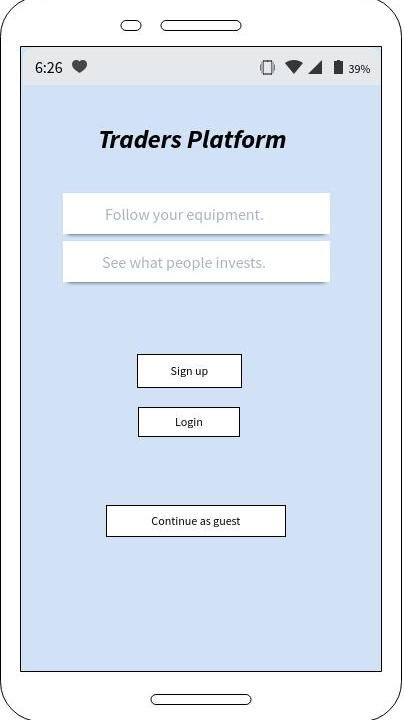 6:26 39%
Traders Platform
Follow your equipment.
See what people invests.
Sign up
Login
Continue as guest